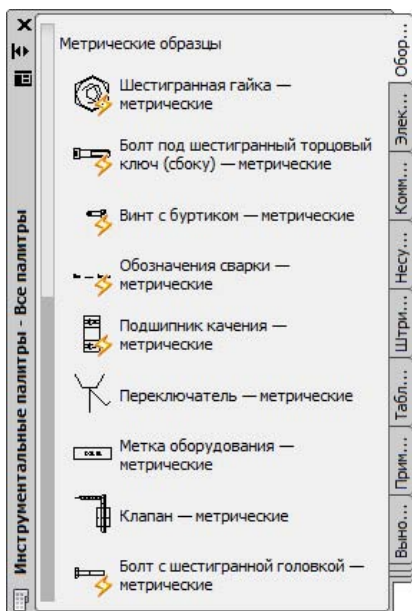 Метрические образцы
Шестигранная гайка —
метрические
Болт под шестигранный торцовый
ключ (сбоку) — метрические
Винт с буртиком — метрические
Обозначения сварки —
метрические
Подшипник качения —
метрические
Переключатель — метрические
Метка оборудования —
метрические
Клапан — метрические
Болт с шестигранной головкой —
метрические
Обор...
Элек...
Комм...
Несу...
Штри...
Табл...
Прим...
Выно...
Инструментальные палитры - Все палитры